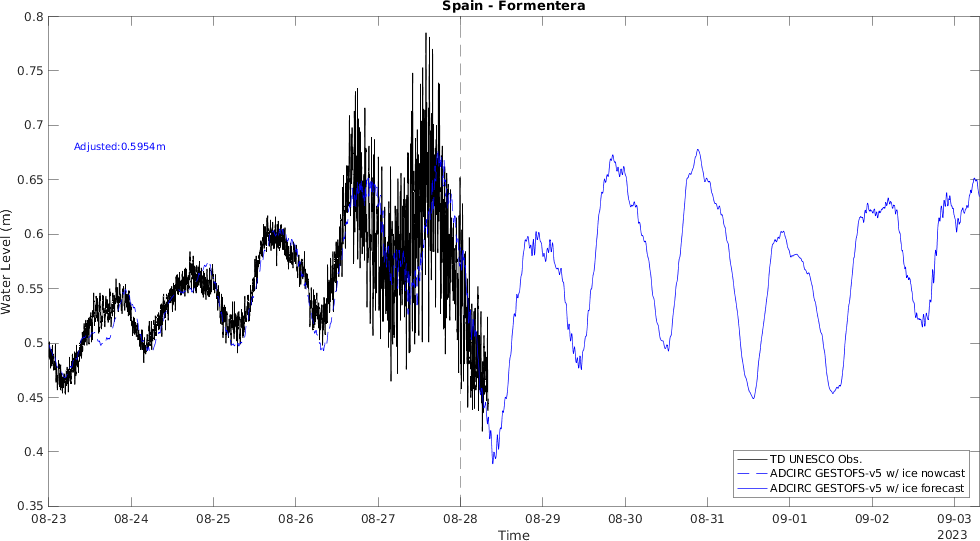 Spain - Formentera
0.8
0.75
0.7
0.65
0.6
0.55
0.5
0.45
0.4
0.35
Water Level (m)
Adjusted:0.5954m
TD UNESCO Obs.
ADCIRC GESTOFS-v5 w/ ice nowcast
ADCIRC GESTOFS-v5 w/ ice forecast
08-23 08-24 08-25 08-26 08-27 08-28 08-29 08-30 08-31 09-01 09-02 09-03
2023
Time